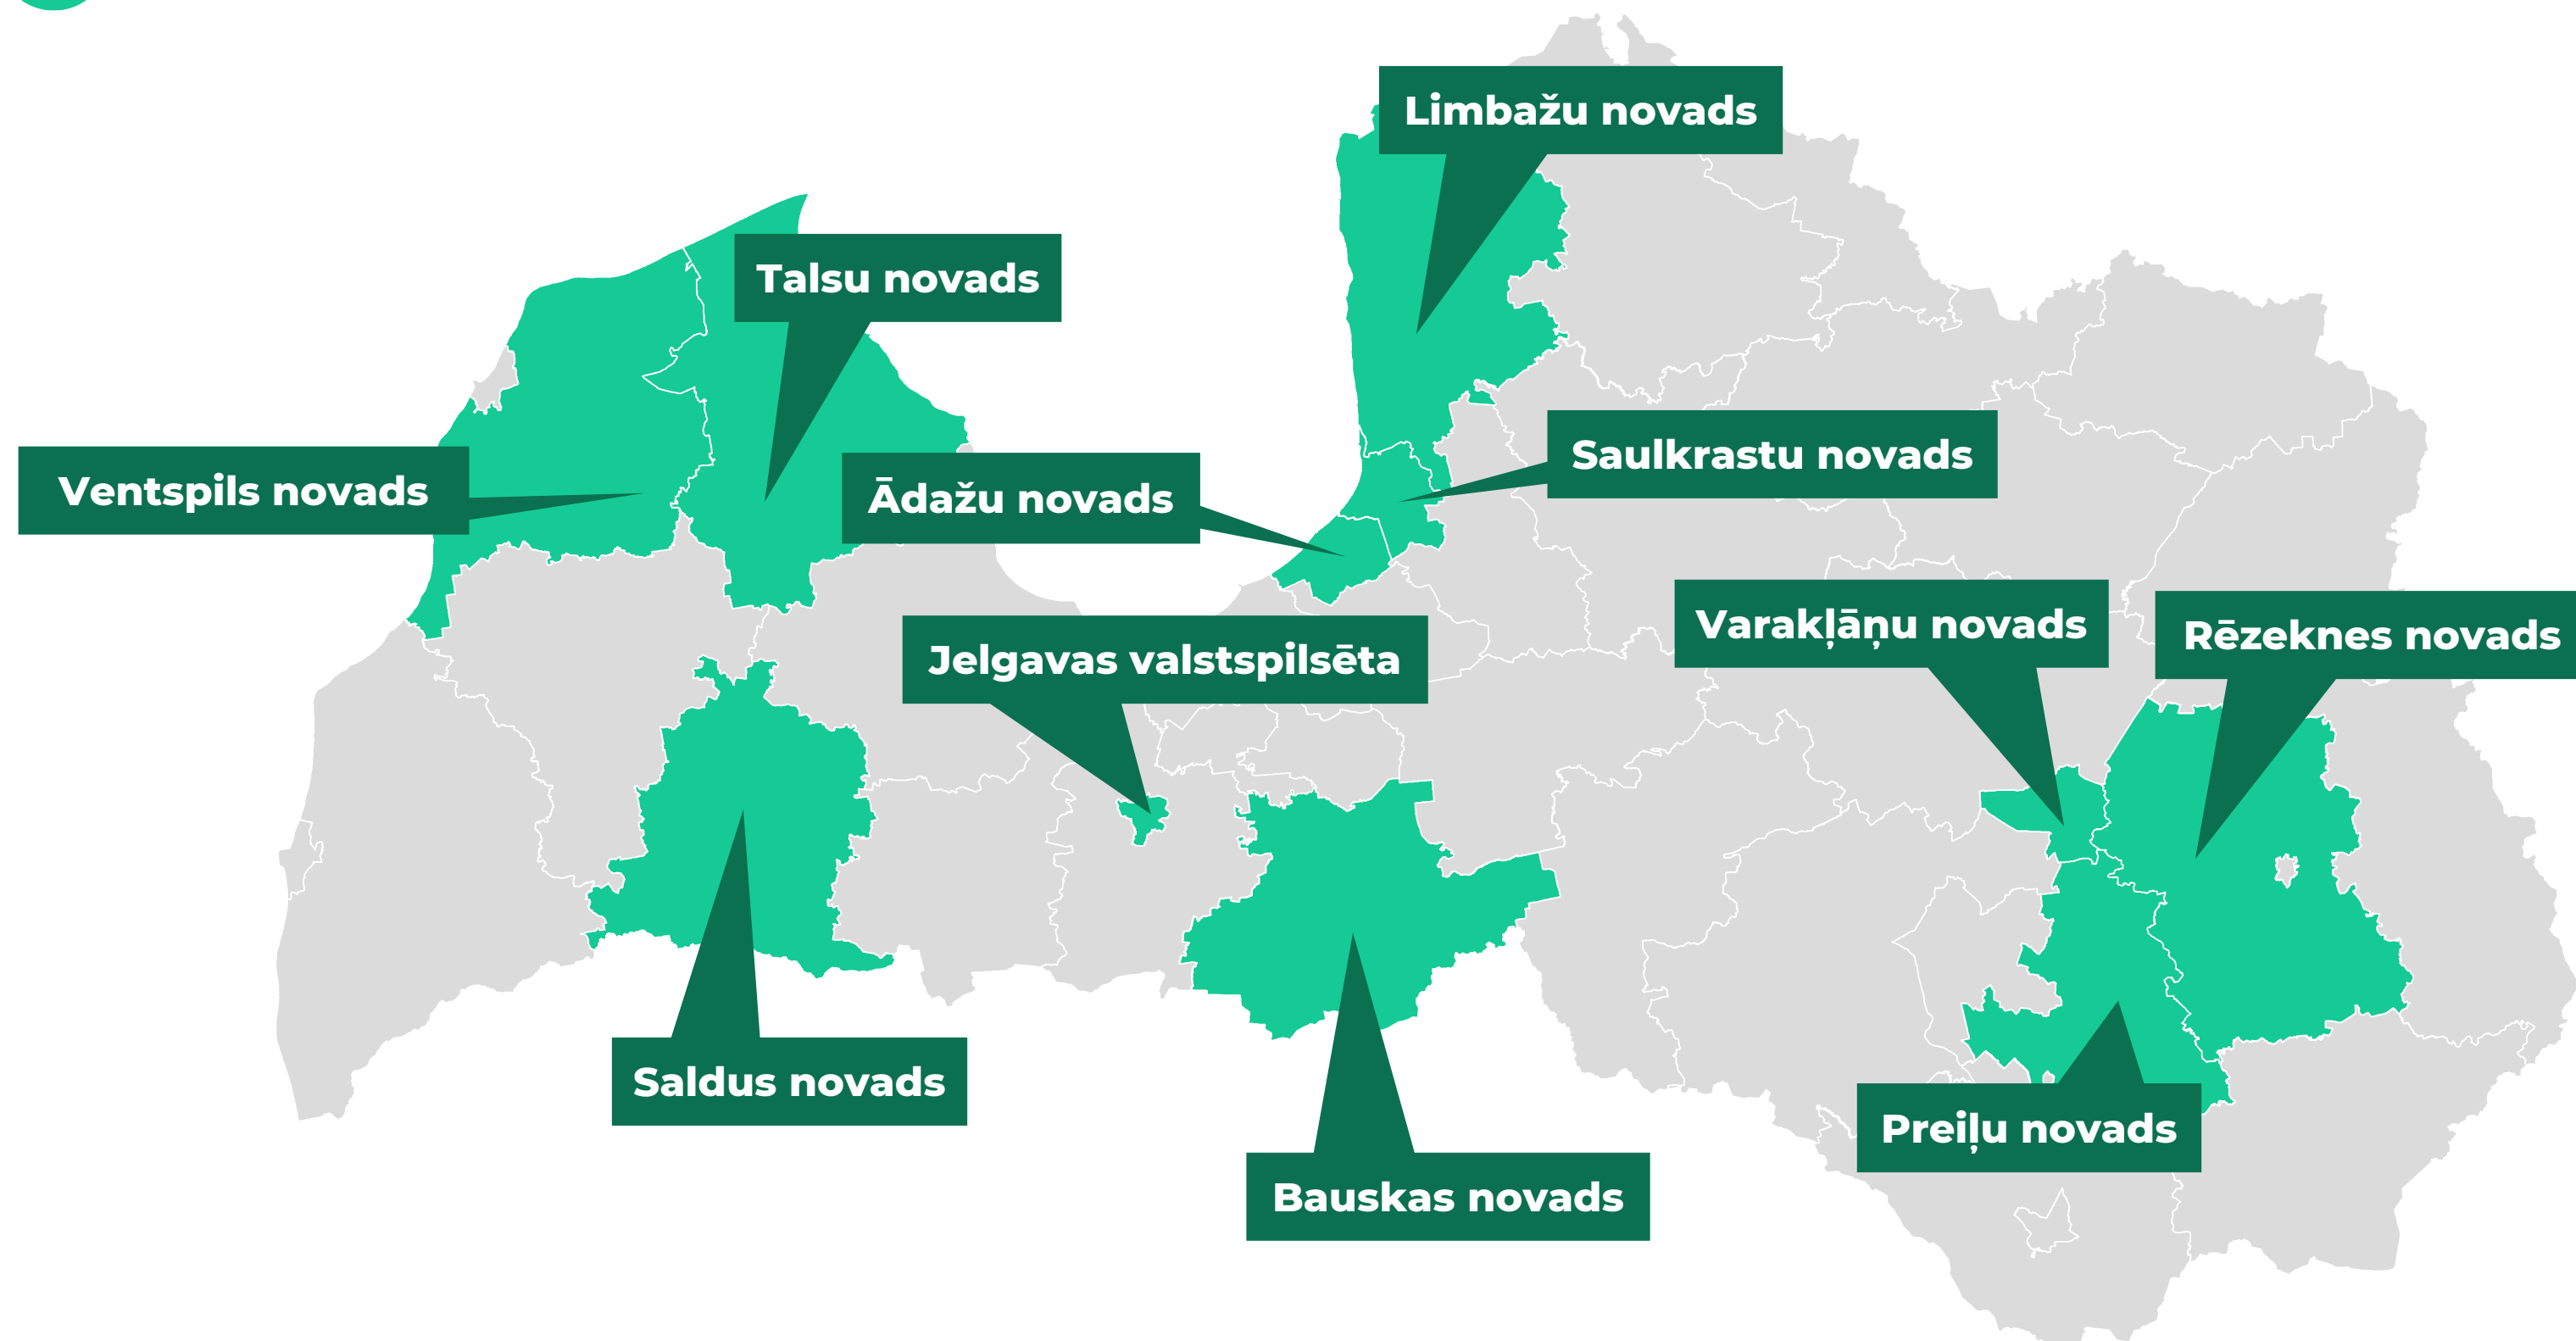 Limbažu novads
Talsu novads
Saulkrastu novads
Ventspils novads
Ādažu novads
Varakļāņu novads
Rēzeknes novads
Jelgavas valstspilsēta
Saldus novads
Preiļu novads
Bauskas novads